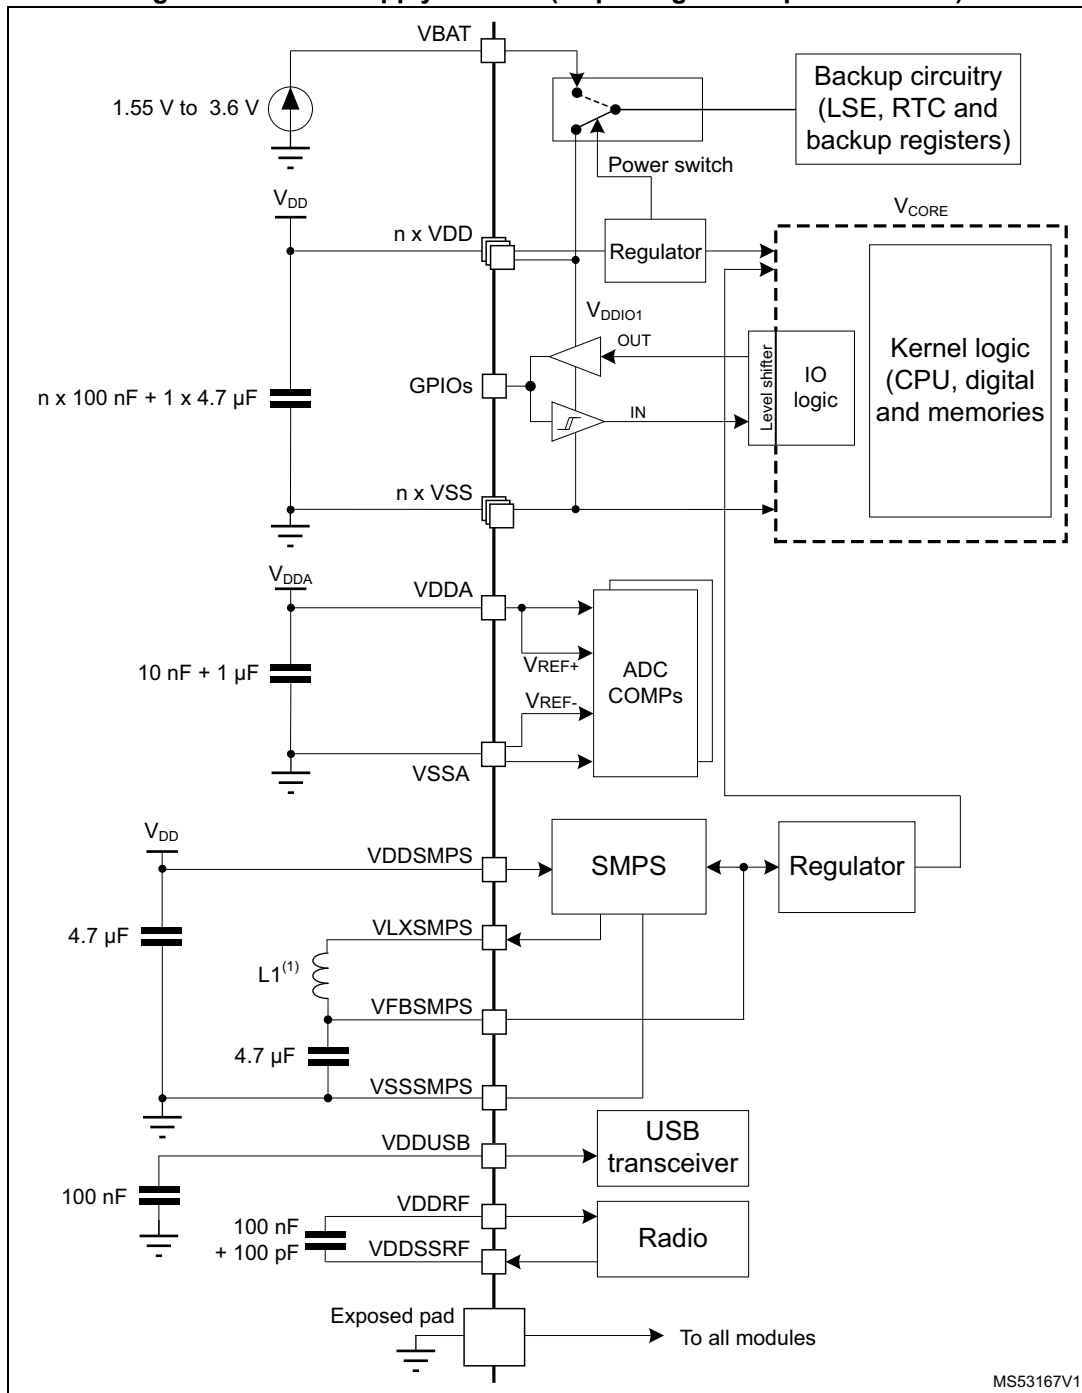 VBAT
1.55 V to 3.6 V
Backup circuitry
(LSE, RTC and
backup registers)
Power switch
VDD
n x VDD
Regulator
VCORE
VDDIO1
OUT
GPIOs
IN
Level shifter
IO
logic
Kernel logic
(CPU, digital
and memories
n x 100 nF + 1 x 4.7 µF
n x VSS
VDDA
VDDA
10 nF + 1 µF
VREF+
VREF-
ADC
COMPs
VSSA
VDD
VDDSMPS
SMPS
Regulator
4.7 µF
VLXSMPS
L1(1)
VFBSMPS
4.7 µF
VSSSMPS
VDDUSB
USB
transceiver
100 nF
VDDRF
100 nF
+ 100 pF
VDDSSRF
Radio
Exposed pad
To all modules
MS53167V1